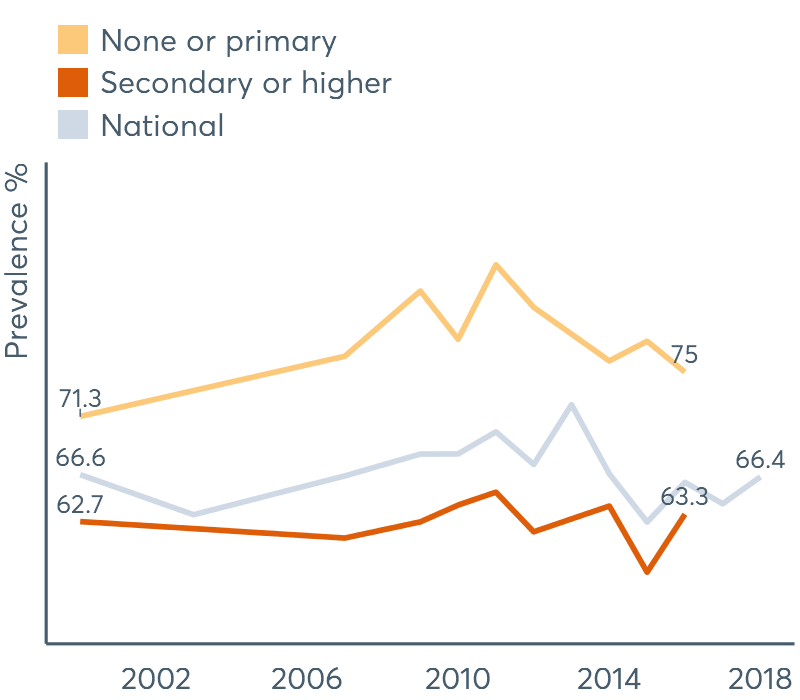 None or primary
Secondary or higher
National
Prevalence %
71.3
66.6
62.7
75
66.4
63.3
2002 2006 2010 2014 2018